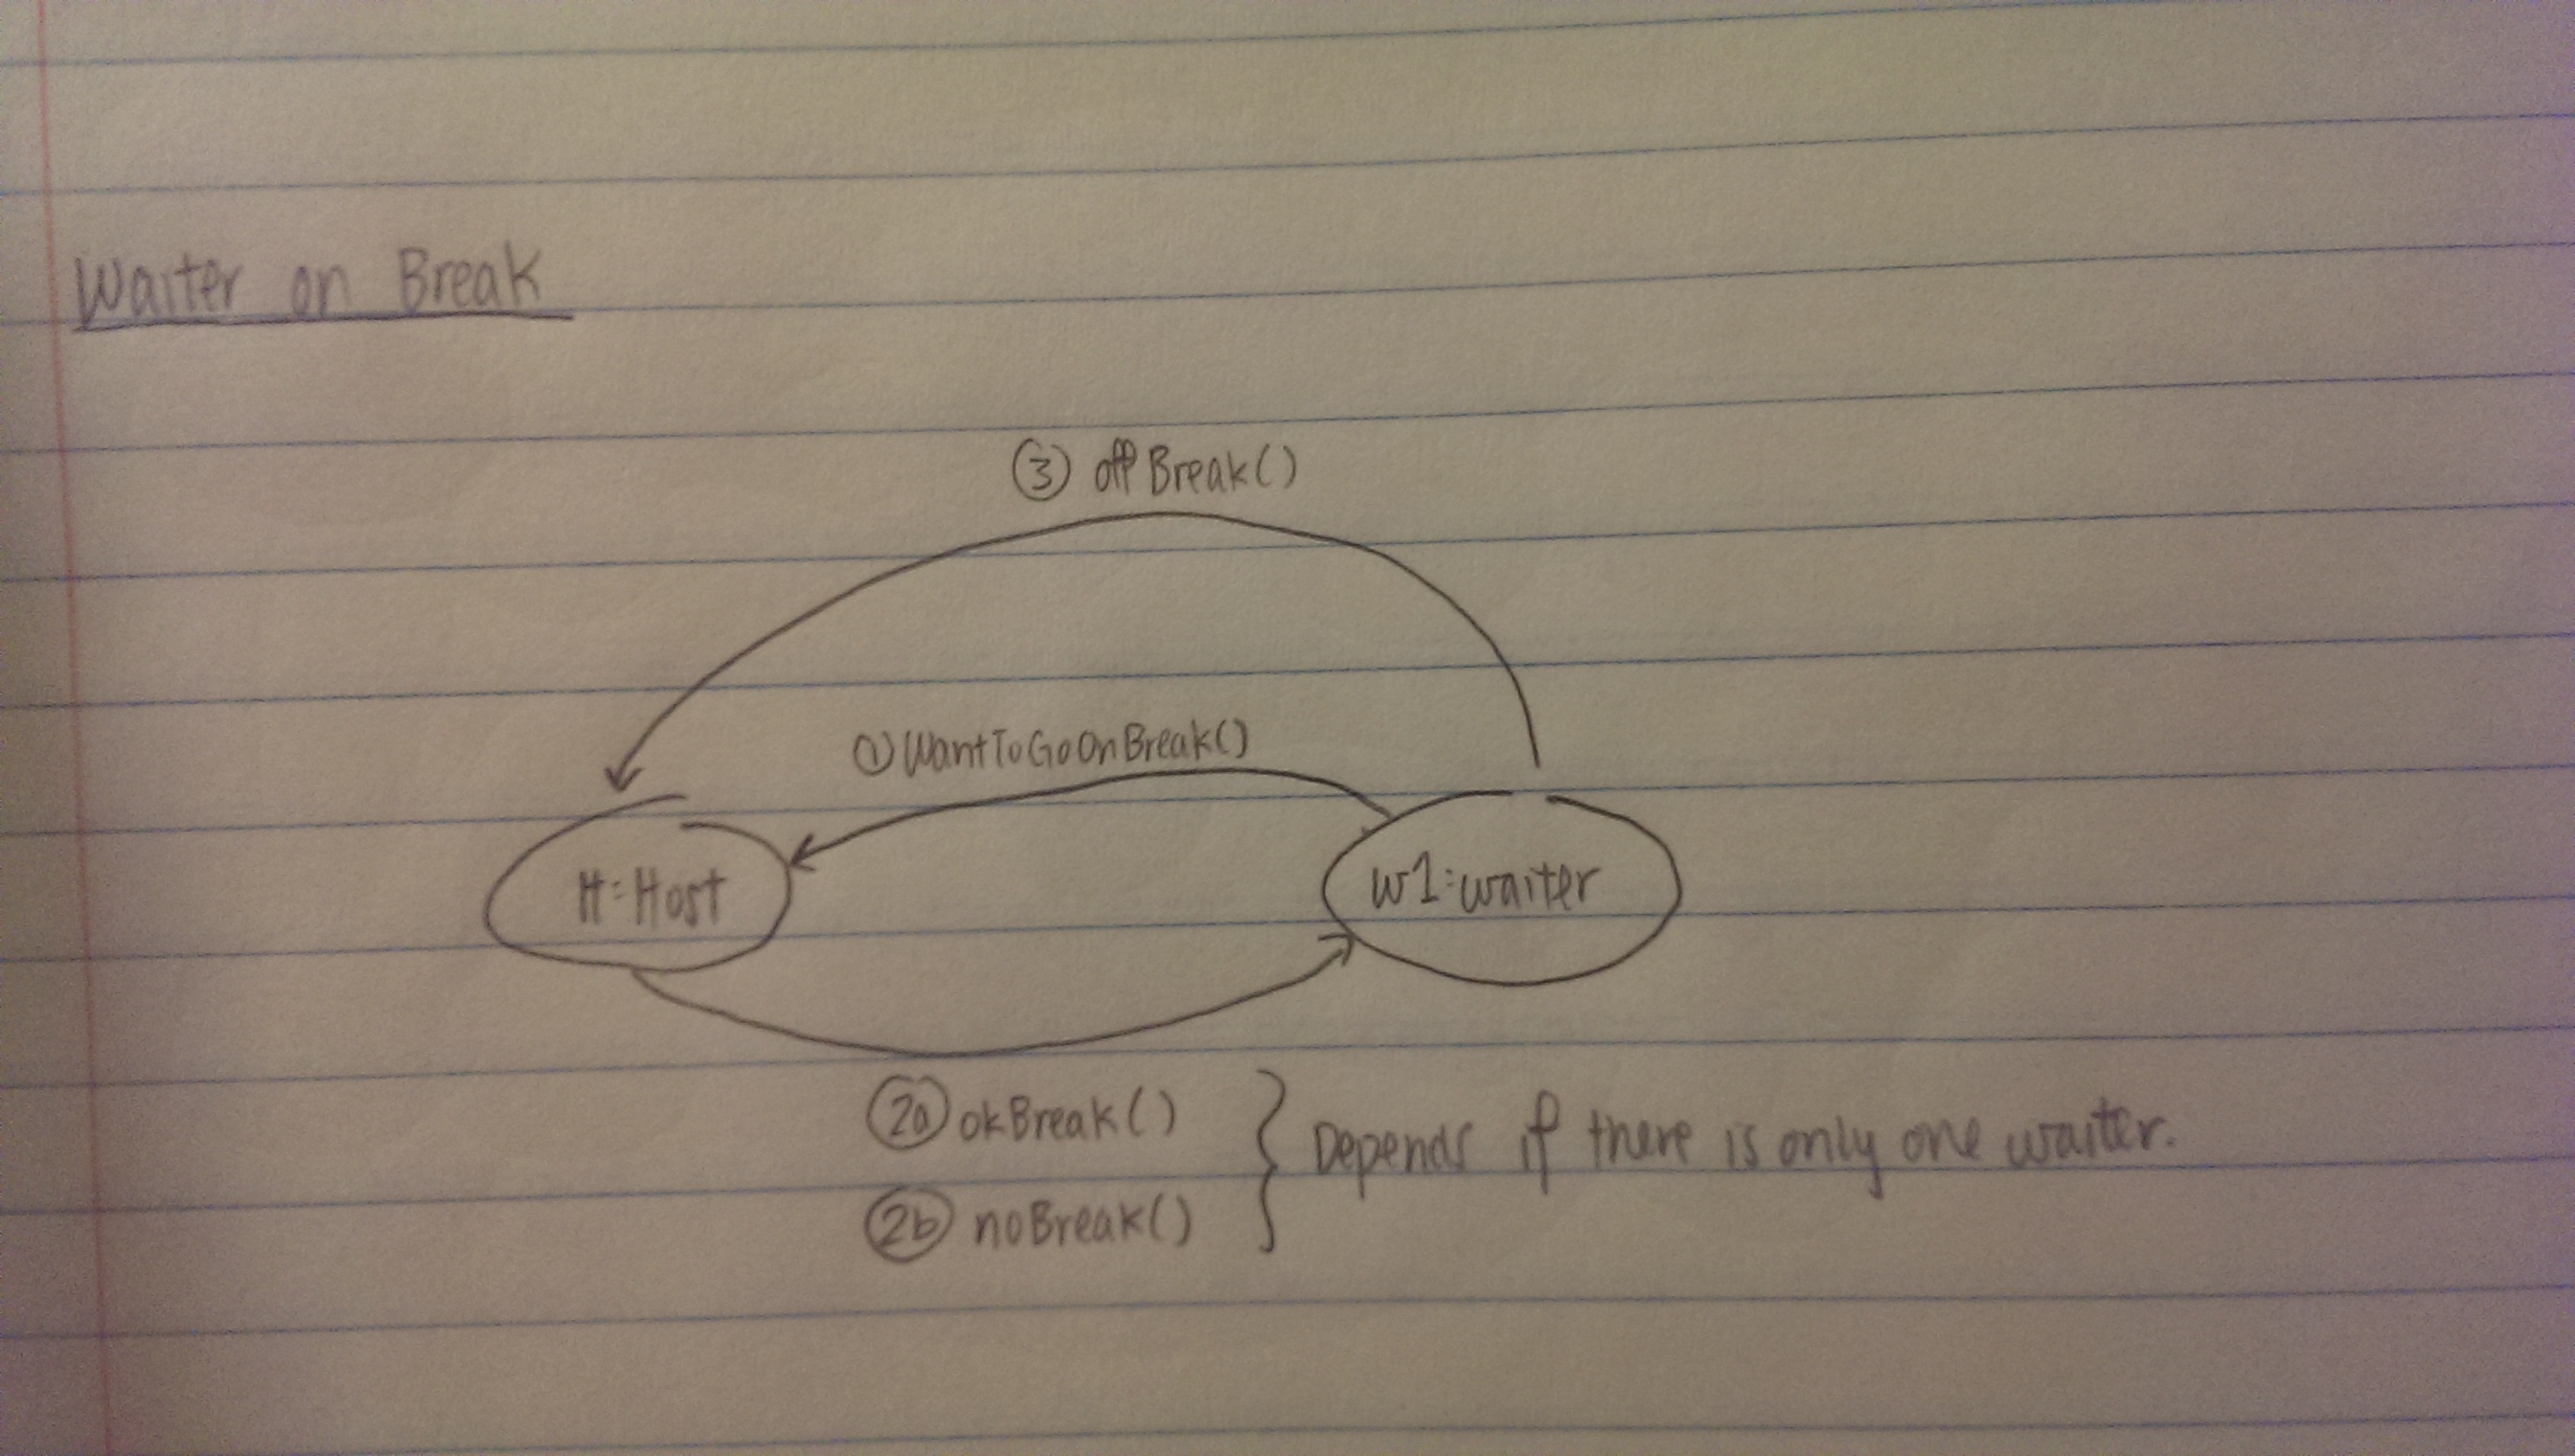 Waiter on Break
③ offBreak()
① WantToGoOnBreak()
H:Host
W1:waiter
2a okBreak()
2b noBreak()
Depends if there is only one waiter.